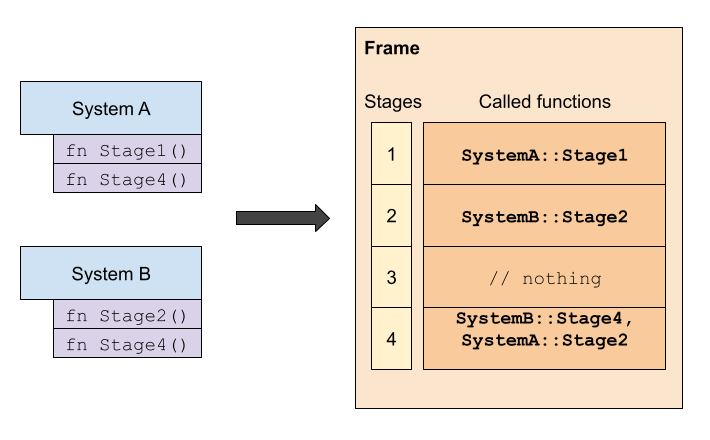 System A
fn Stage1()
fn Stage4()
System B
fn Stage2()
fn Stage4()
Frame
Stages Called functions
1 SystemA::Stage1
2 SystemB::Stage2
3 // nothing
4 SystemB::Stage4,
SystemA::Stage2